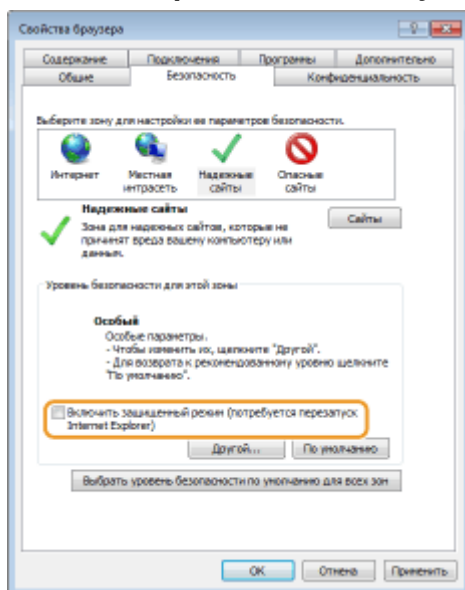 Свойства браузера
Содержание Подключения Программы Дополнительно
Общие Безопасность Конфиденциальность
Выберите зону для настройки ее параметров безопасности.
Интернет Местная Надежные Опасные
интрасеть сайты сайты
Надежные сайты
Сайты
Зона для надежных сайтов, которые не
причинят вреда вашему компьютеру или
данным.
Уровень безопасности для этой зоны
Особый
Особые параметры.
- Чтобы изменить их, щелкните "Другой".
- Для возврата к рекомендованному уровню щелкните
"По умолчанию".
Включить защищенный режим (потребуется перезапуск
Internet Explorer)
Другой... По умолчанию
Выбрать уровень безопасности по умолчанию для всех зон
OK Отмена Применить